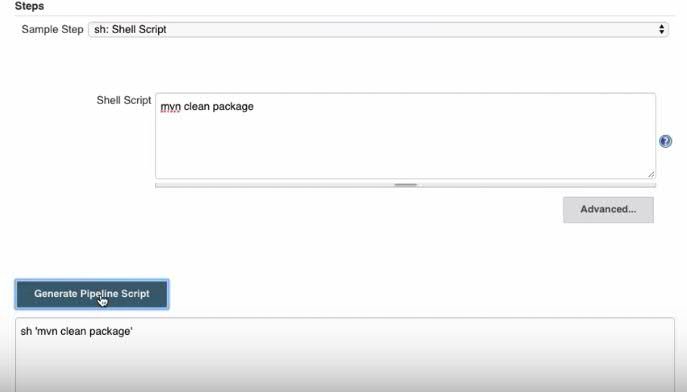 Steps
Sample Step sh: Shell Script
Shell Script mvn clean package
Advanced...
Generate Pipeline Script
sh 'mvn clean package'